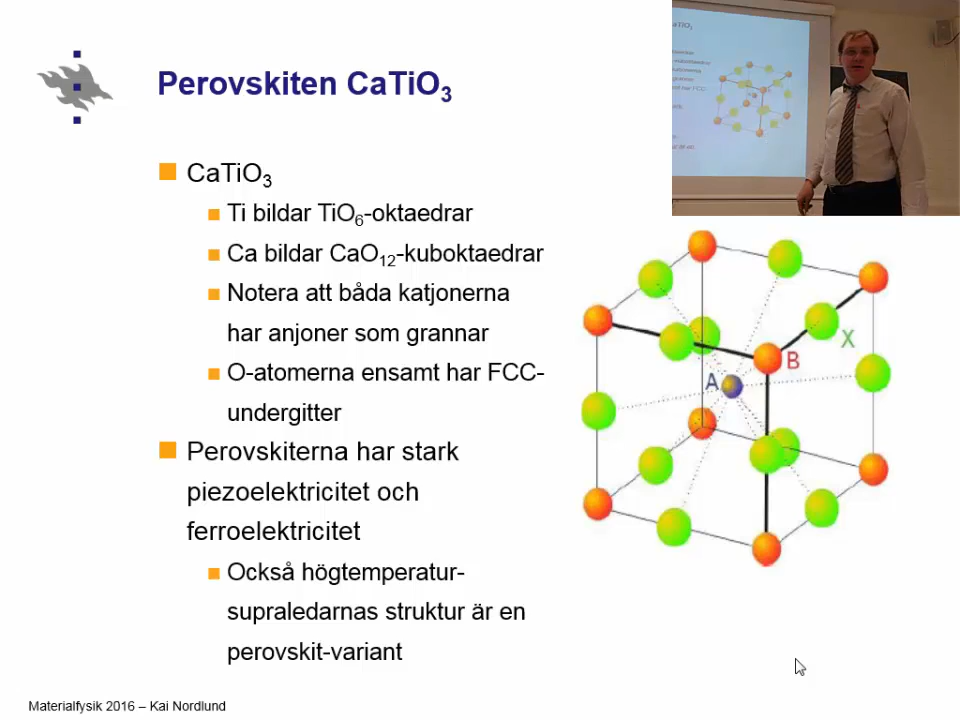 Perovskiten CaTiO3
CaTiO3
Ti bildar TiO6-oktaedrar
Ca bildar CaO12-kuboktaedrar
Notera att båda katjonerna
har anjoner som grannar
O-atomerna ensamt har FCC-
undergitter
Perovskiterna har stark
piezoelektricitet och
ferroelektricitet
Också högtemperatur-
supraledarnas struktur är en
perovskit-variant
A
B
X
Materialfysik 2016 – Kai Nordlund